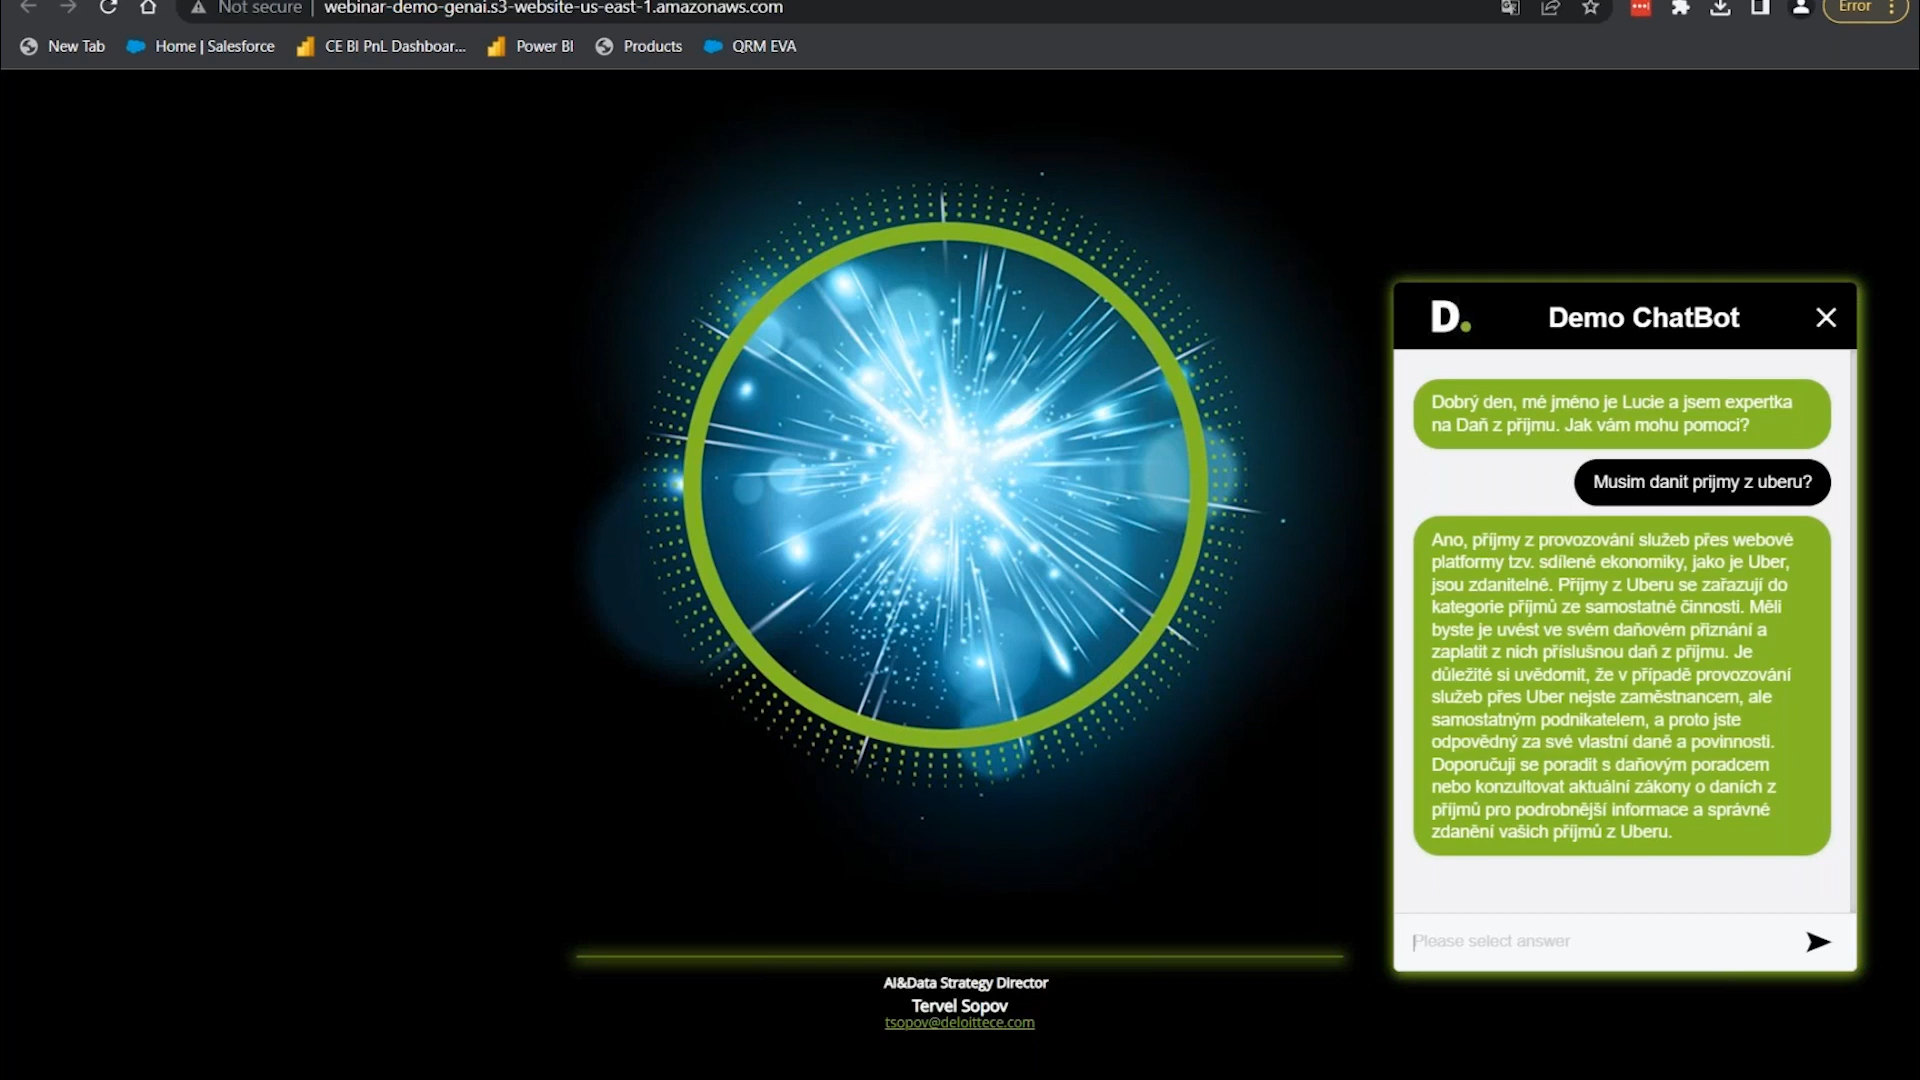 Not secure
webinar-demo-genai.s3-website-us-east-1.amazonaws.com
Error
New Tab
Home | Salesforce
CE BI PnL Dashboar...
Power BI
Products
QRM EVA
D.
Demo ChatBot
Dobrý den, mé jméno je Lucie a jsem expertka
na Daň z příjmu. Jak vám mohu pomoci?
Musim danit prijmy z uberu?
Ano, příjmy z provozování služeb přes webové
platformy tzv. sdílené ekonomiky, jako je Uber,
jsou zdanitelné. Příjmy z Uberu se zařazují do
kategorie příjmů ze samostatné činnosti. Měli
byste je uvést ve svém daňovém přiznání a
zaplatit z nich příslušnou daň z příjmu. Je
důležité si uvědomit, že v případě provozování
služeb přes Uber nejste zaměstnancem, ale
samostatným podnikatelem, a proto jste
odpovědný za své vlastní daně a povinnosti.
Doporučuji se poradit s daňovým poradcem
nebo konzultovat aktuální zákony o daních z
příjmů pro podrobnější informace a správné
zdanění vašich příjmů z Uberu.
Please select answer
AI&Data Strategy Director
Tervel Sopov
tsopov@deloittece.com